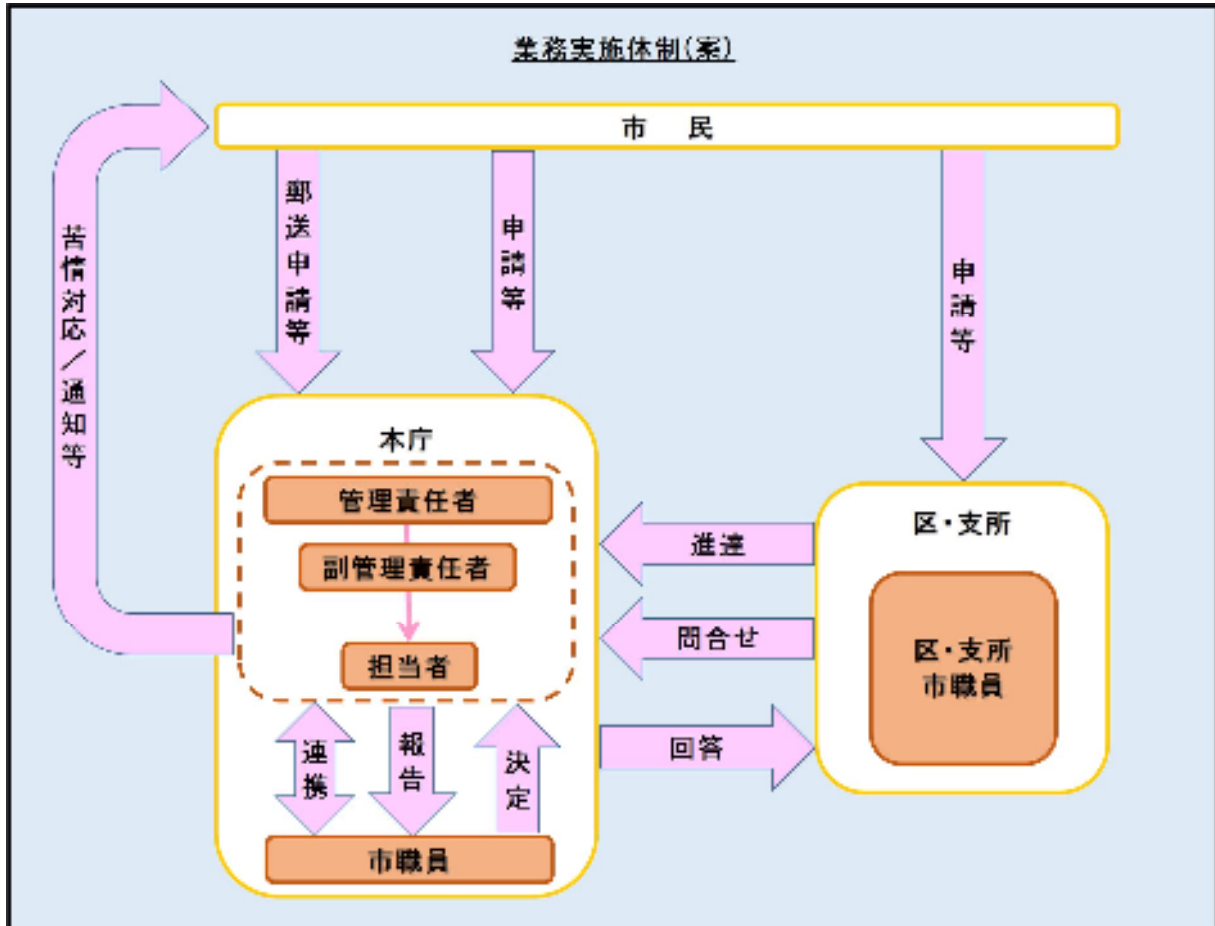 業務実施体制(案)
市　民
郵送申請等
申請等
申請等
苦情対応／通知等
本庁
管理責任者
副管理責任者
担当者
連携
報告
決定
市職員
進達
問合せ
回答
区・支所
区・支所
市職員